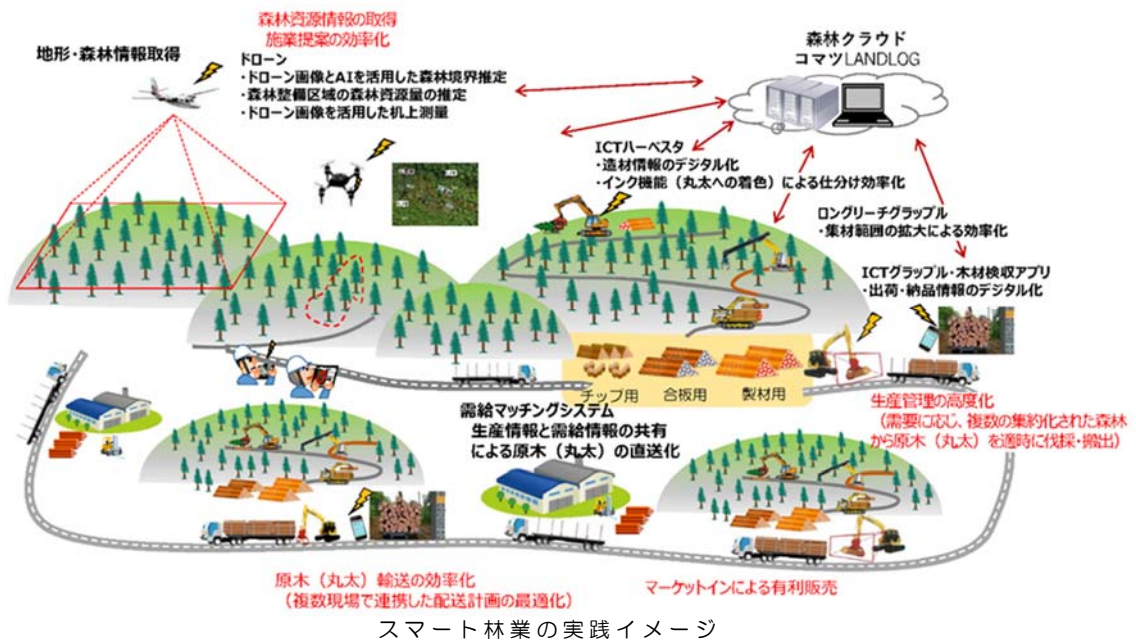 森林資源情報の取得
施業提案の効率化
地形・森林情報取得
ドローン
・ドローン画像とAIを活用した森林境界推定
・森林整備区域の森林資源量の推定
・ドローン画像を活用した机上測量
森林クラウド
コマツLANDLOG
ICTハーベスタ
・造材情報のデジタル化
・インク機能（丸太への着色）による仕分け効率化
ロングリーチグラップル
・集材範囲の拡大による効率化
ICTグラップル・木材検収アプリ
・出荷・納品情報のデジタル化
チップ用
合板用
製材用
生産管理の高度化
（需要に応じ、複数の集約化された森林
から原木（丸太）を適時に伐採・搬出）
需給マッチングシステム
生産情報と需給情報の共有
による原木（丸太）の直送化
原木（丸太）輸送の効率化
（複数現場で連携した配送計画の最適化）
マーケットインによる有利販売
スマート林業の実践イメージ